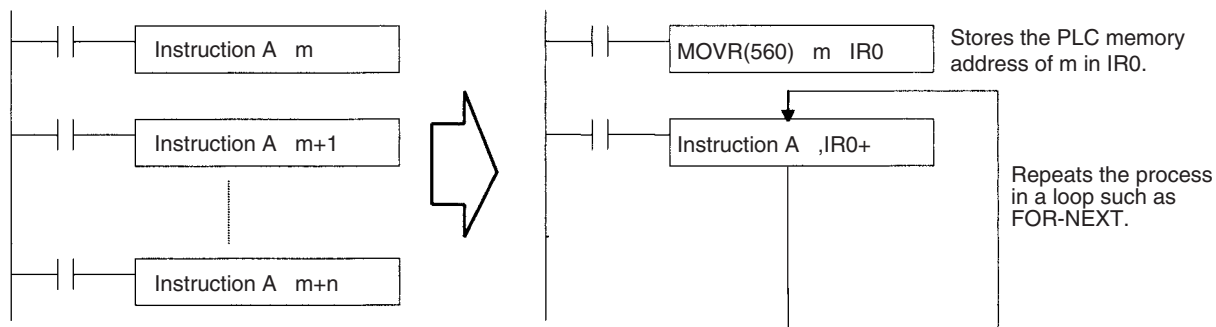 Instruction A m
Instruction A m+1
Instruction A m+n
MOVR(560) m IR0
Stores the PLC memory
address of m in IR0.
Instruction A ,IR0+
Repeats the process
in a loop such as
FOR-NEXT.